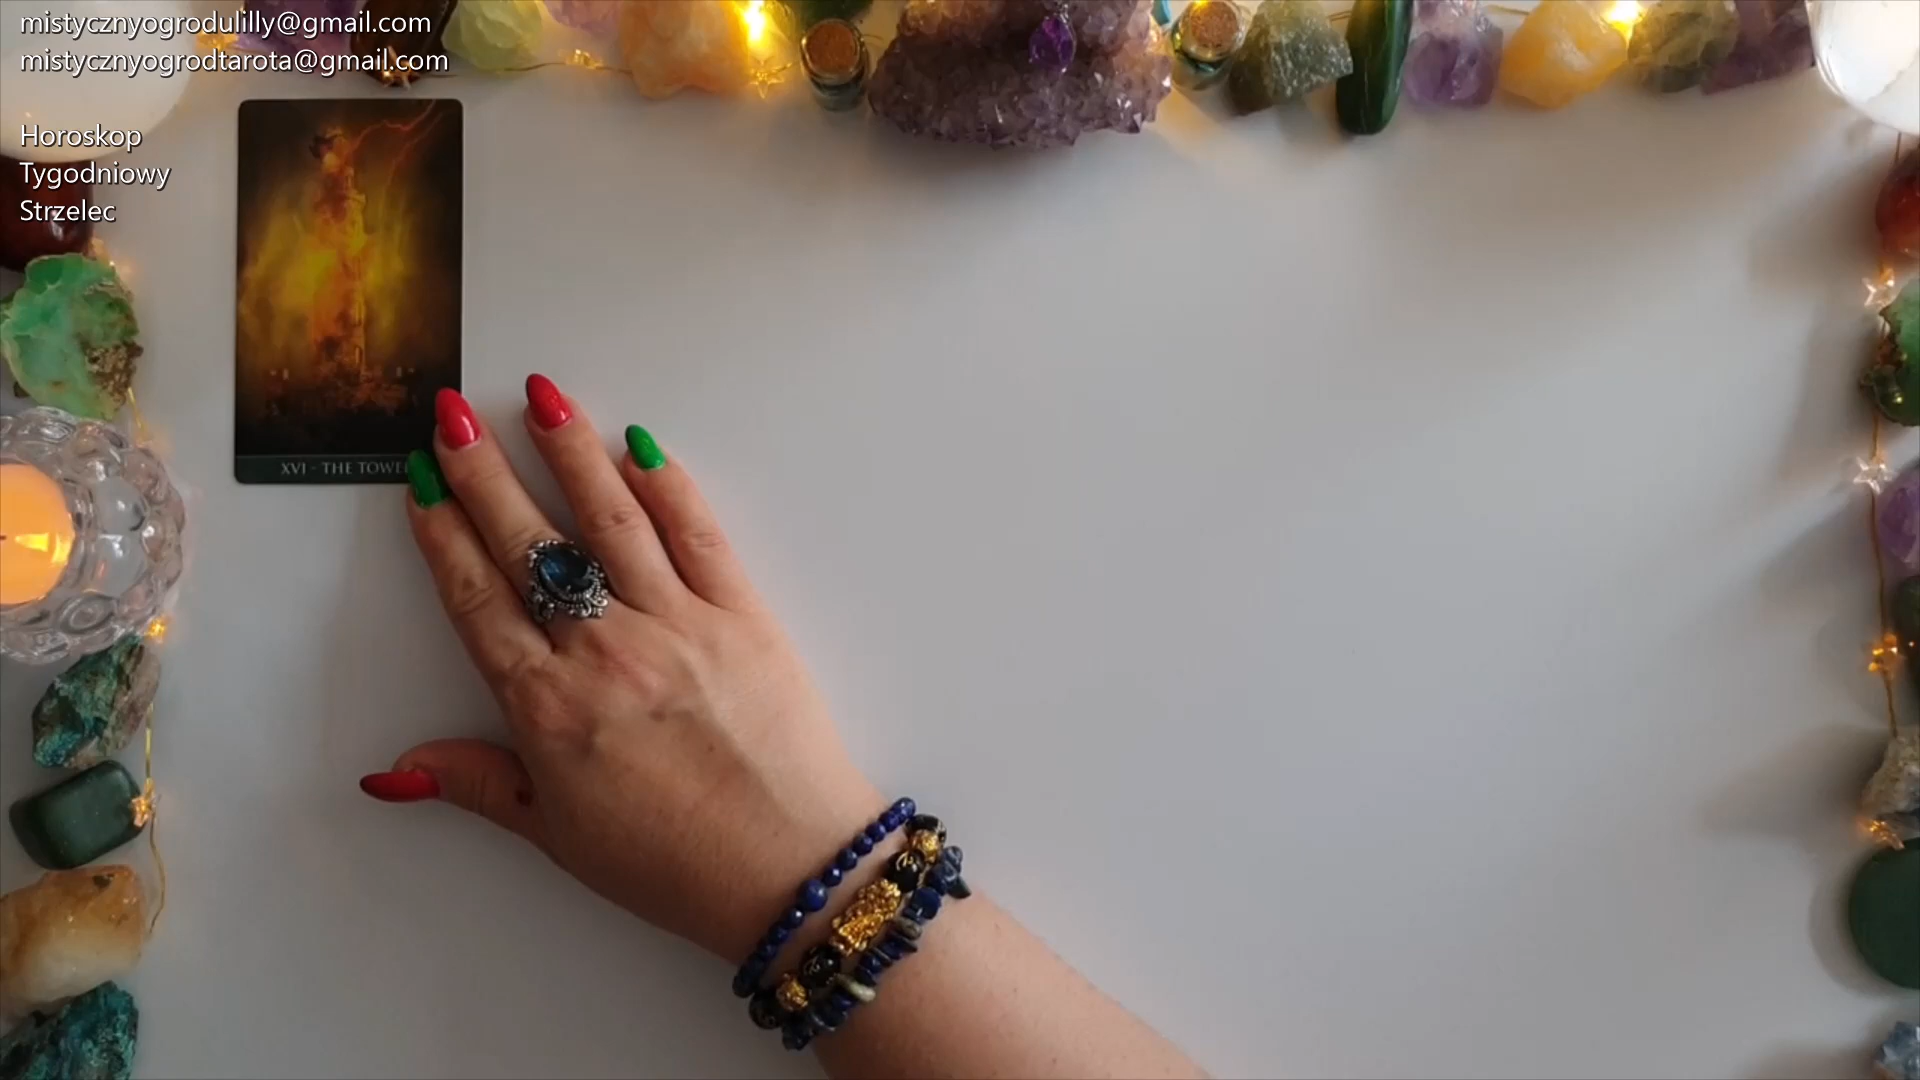 mistycznyogrodulilly@gmail.com
mistycznyogrodtarota@gmail.com
Horoskop
Tygodniowy
Strzelec
XVI - THE TOWE